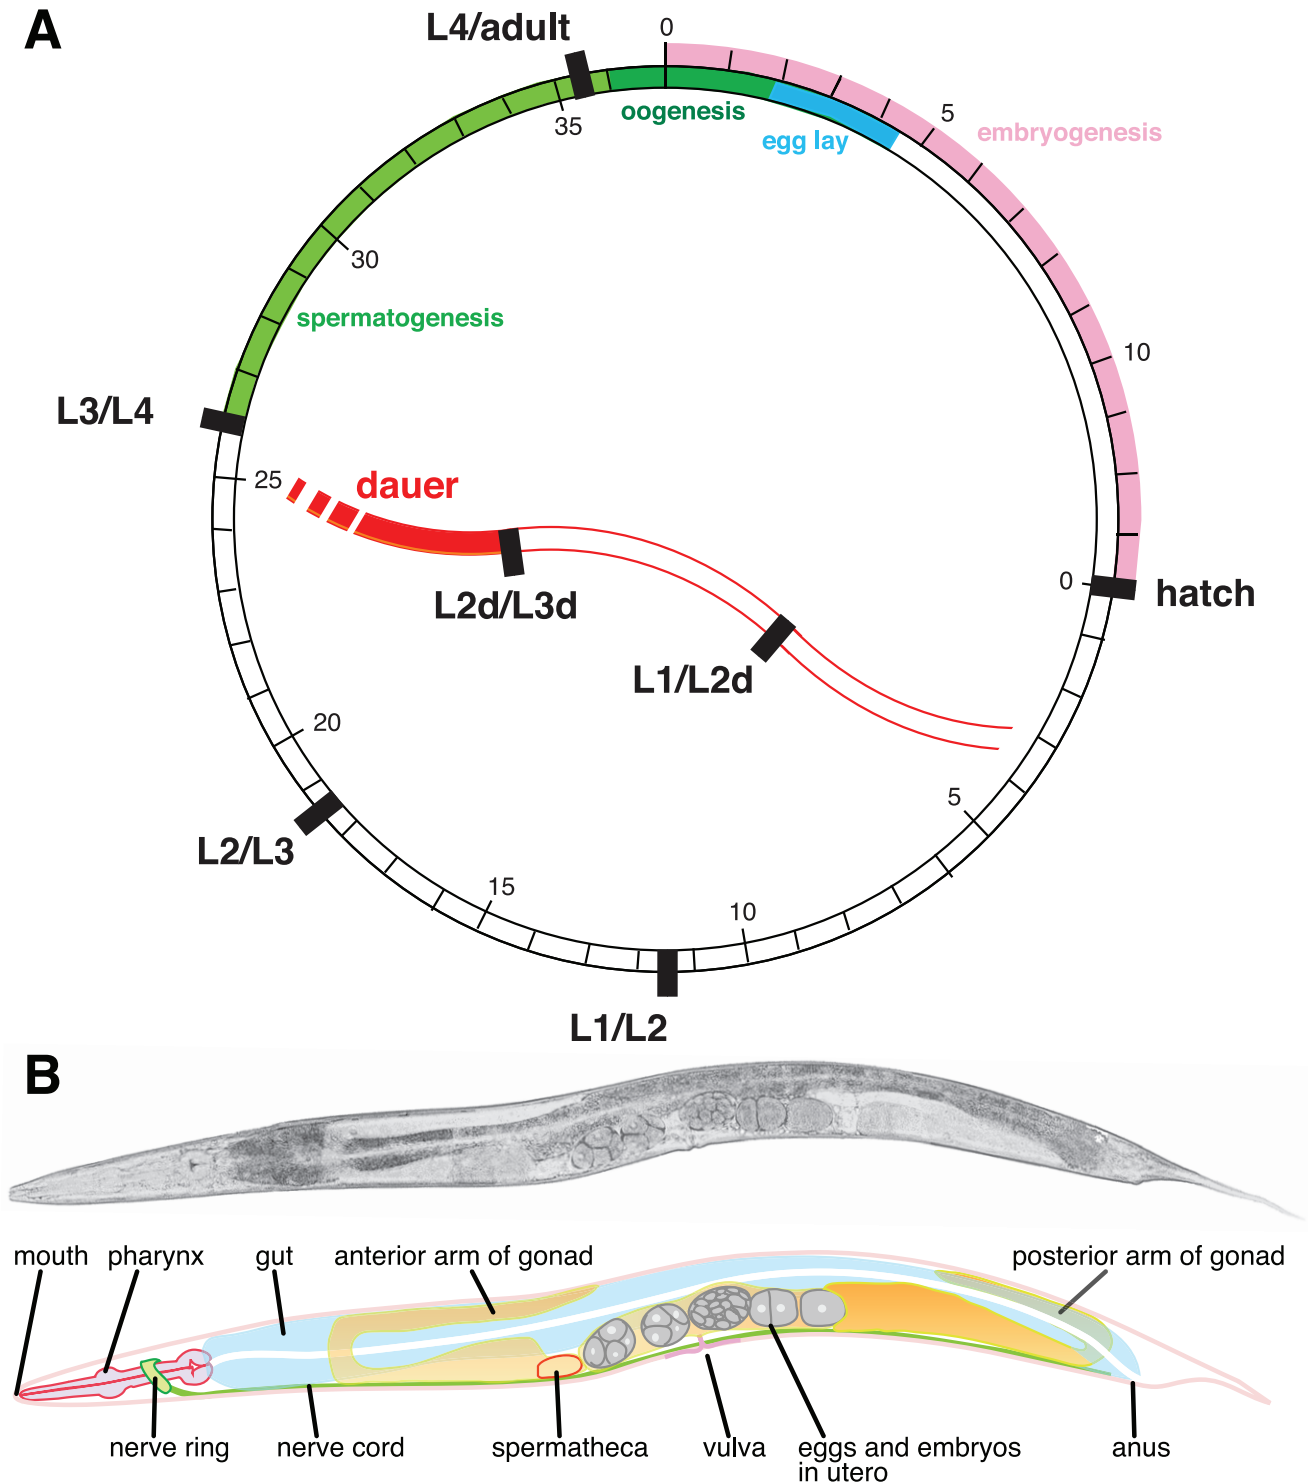 A
L4/adult
0
oogenesis
egg lay
5
embryogenesis
35
30
spermatogenesis
10
L3/L4
25
dauer
L2d/L3d
0
hatch
L1/L2d
20
5
L2/L3
15
10
L1/L2
B
mouth
pharynx
gut
anterior arm of gonad
posterior arm of gonad
nerve ring
nerve cord
spermatheca
vulva
eggs and embryos
in utero
anus